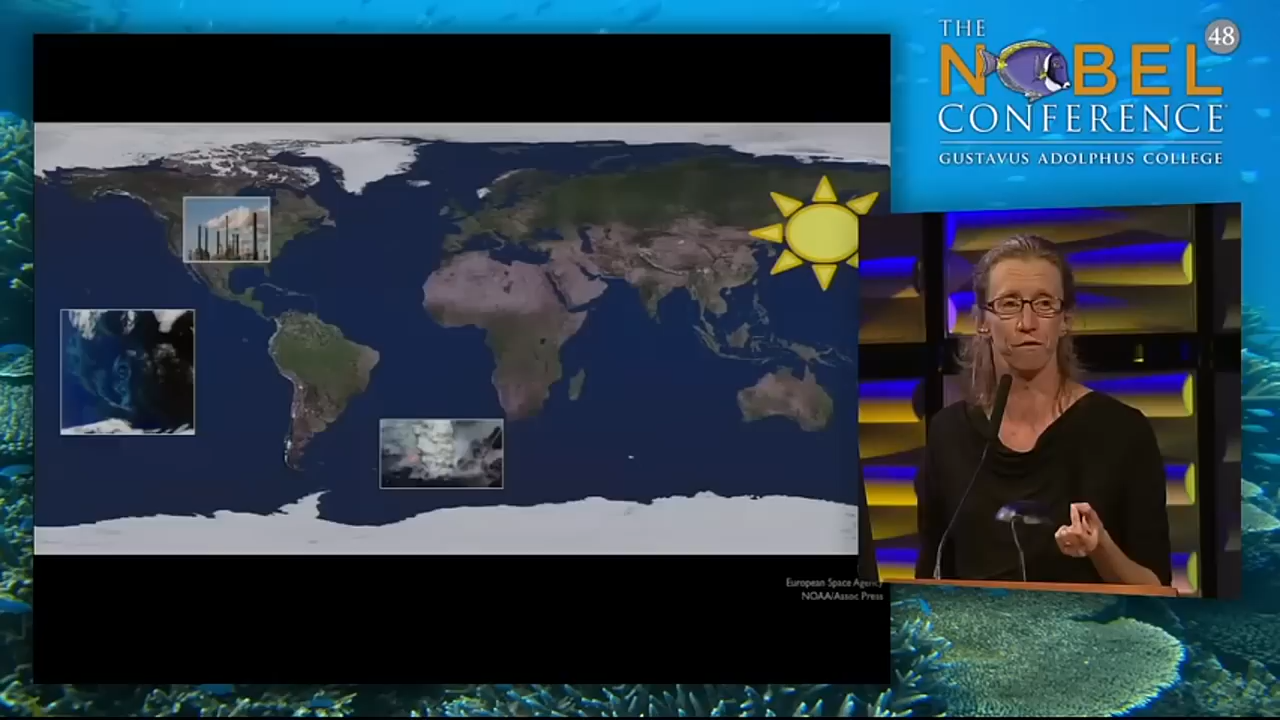 THE
NOBEL
48
CONFERENCE
GUSTAVUS ADOLPHUS COLLEGE
European Space Agency
NOAA/Assoc Press